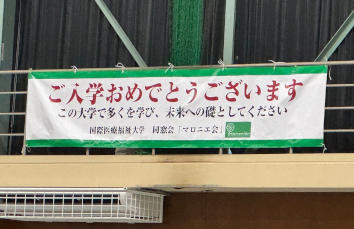 ご入学おめでとうございます
この大学で多くを学び、未来への礎としてください
国際医療福祉大学 同窓会「マロニエ会」